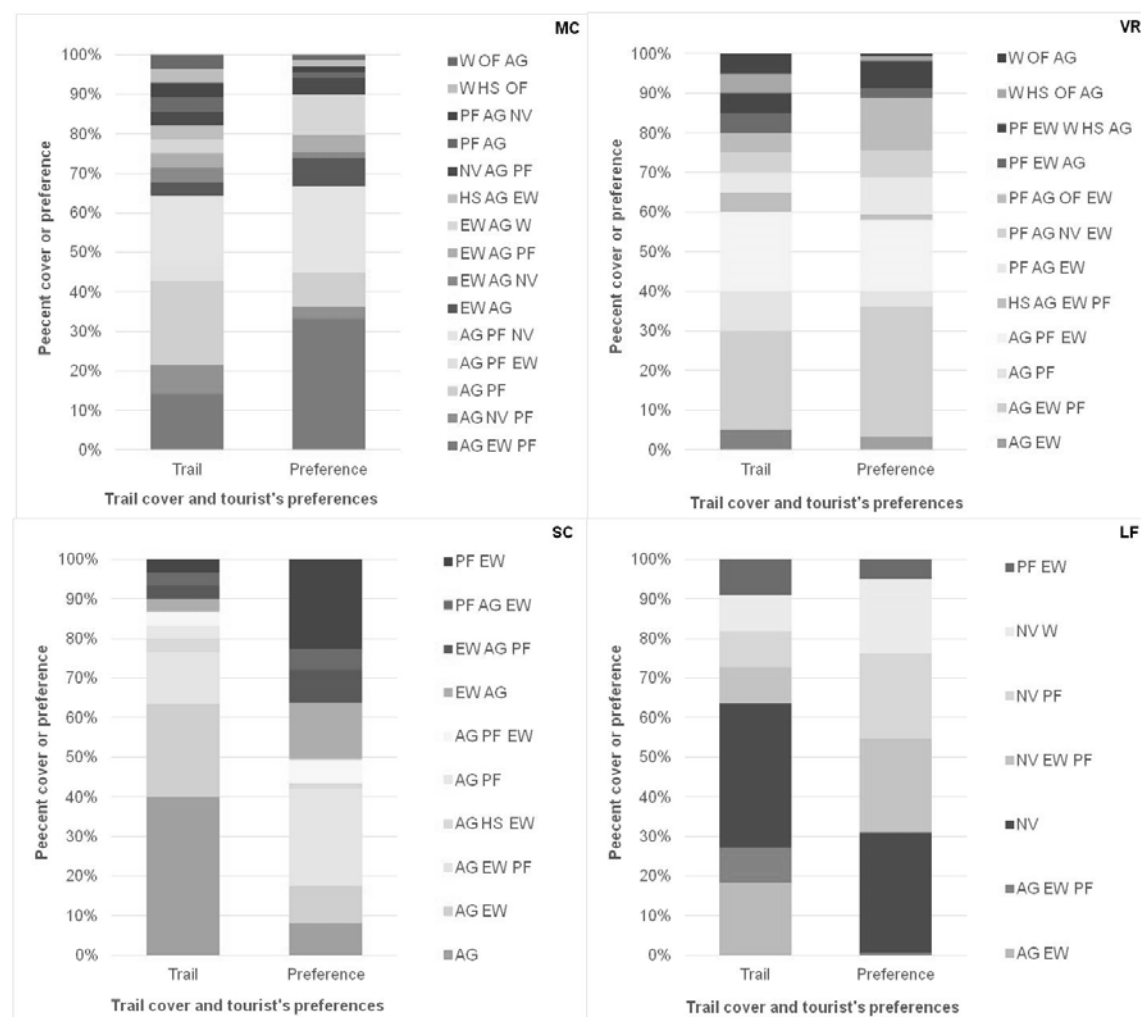 MC
100%
90%
80%
70%
60%
50%
40%
30%
20%
10%
0%
Peecent cover or preference
Trail Preference
Trail cover and tourist's preferences
W OF AG
W HS OF
PF AG NV
PF AG
NV AG PF
HS AG EW
EW AG W
EW AG PF
EW AG NV
EW AG
AG PF NV
AG PF EW
AG PF
AG NV PF
AG EW PF
VR
100%
90%
80%
70%
60%
50%
40%
30%
20%
10%
0%
Peecent cover or preference
Trail Preference
Trail cover and tourist's preferences
W OF AG
W HS OF AG
PF EW W HS AG
PF EW AG
PF AG OF EW
PF AG NV EW
PF AG EW
HS AG EW PF
AG PF EW
AG PF
AG EW PF
AG EW
SC
100%
90%
80%
70%
60%
50%
40%
30%
20%
10%
0%
Peecent cover or preference
Trail Preference
Trail cover and tourist's preferences
PF EW
PF AG EW
EW AG PF
EW AG
AG PF EW
AG PF
AG HS EW
AG EW PF
AG EW
AG
LF
100%
90%
80%
70%
60%
50%
40%
30%
20%
10%
0%
Peecent cover or preference
Trail Preference
Trail cover and tourist's preferences
PF EW
NV W
NV PF
NV EW PF
NV
AG EW PF
AG EW